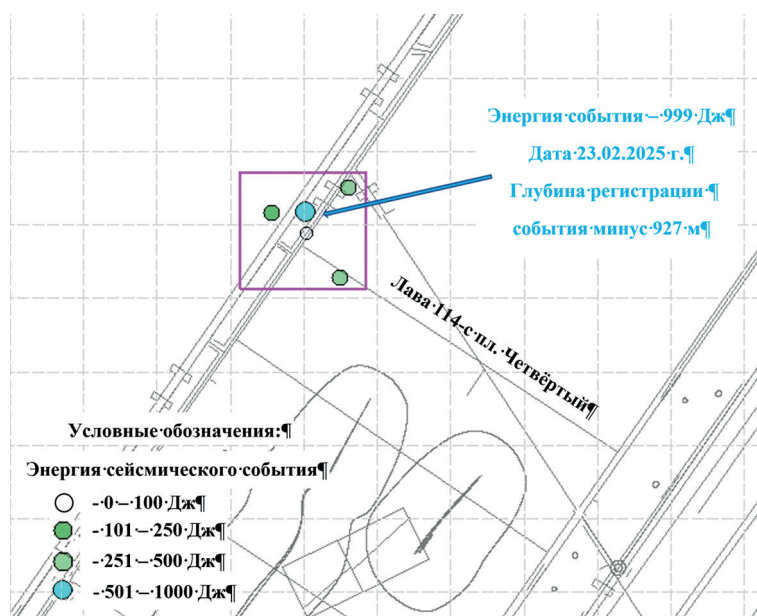 Энергия·события·–·999·Дж¶
Дата·23.02.2025·г.¶
Глубина·регистрации·¶
события·минус·927·м¶
Лава·114-с·пл.·Четвёртый¶
Условные·обозначения:¶
Энергия·сейсмического·события¶
-·0·–·100·Дж¶
-·101·–·250·Дж¶
-·251·–·500·Дж¶
-·501·–·1000·Дж¶